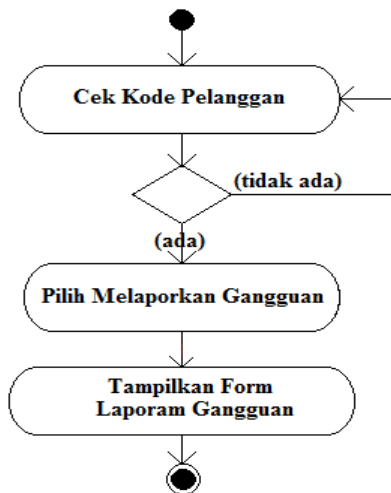 Cek Kode Pelanggan
(tidak ada)
(ada)
Pilih Melaporkan Gangguan
Tampilkan Form
Laporam Gangguan